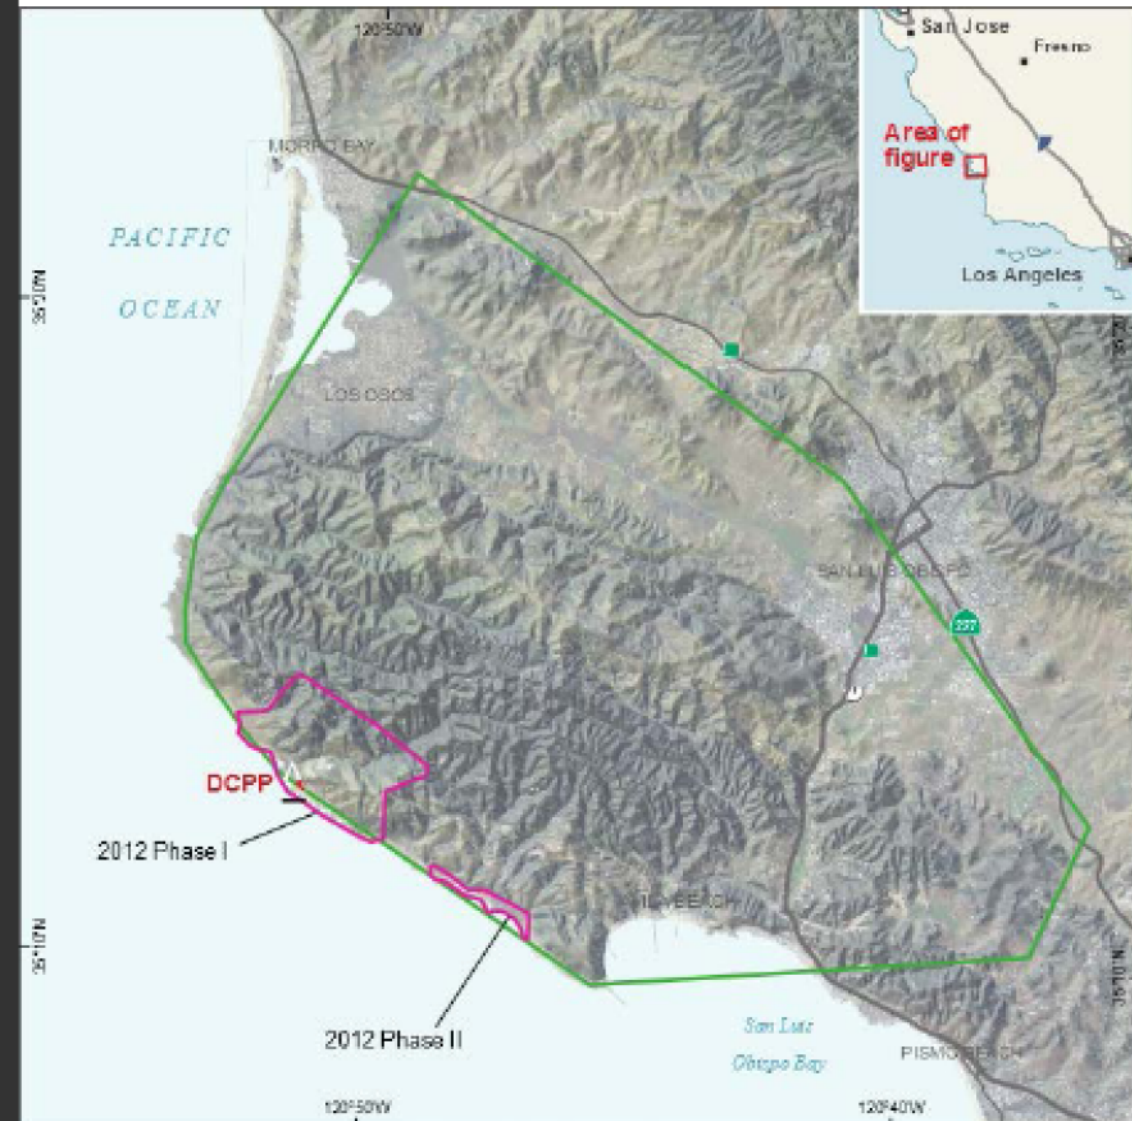 120°50'W
San Jose
Fresno
MORRO BAY
Area of
figure
PACIFIC
OCEAN
Los Angeles
35°20'N
LOS OSOS
SAN LUIS OBISPO
227
DCPP
2012 Phase I
BEACH
35°10'N
35°10'N
2012 Phase II
San Luis
Obispo Bay
PISMO BEACH
120°50'W
120°40'W